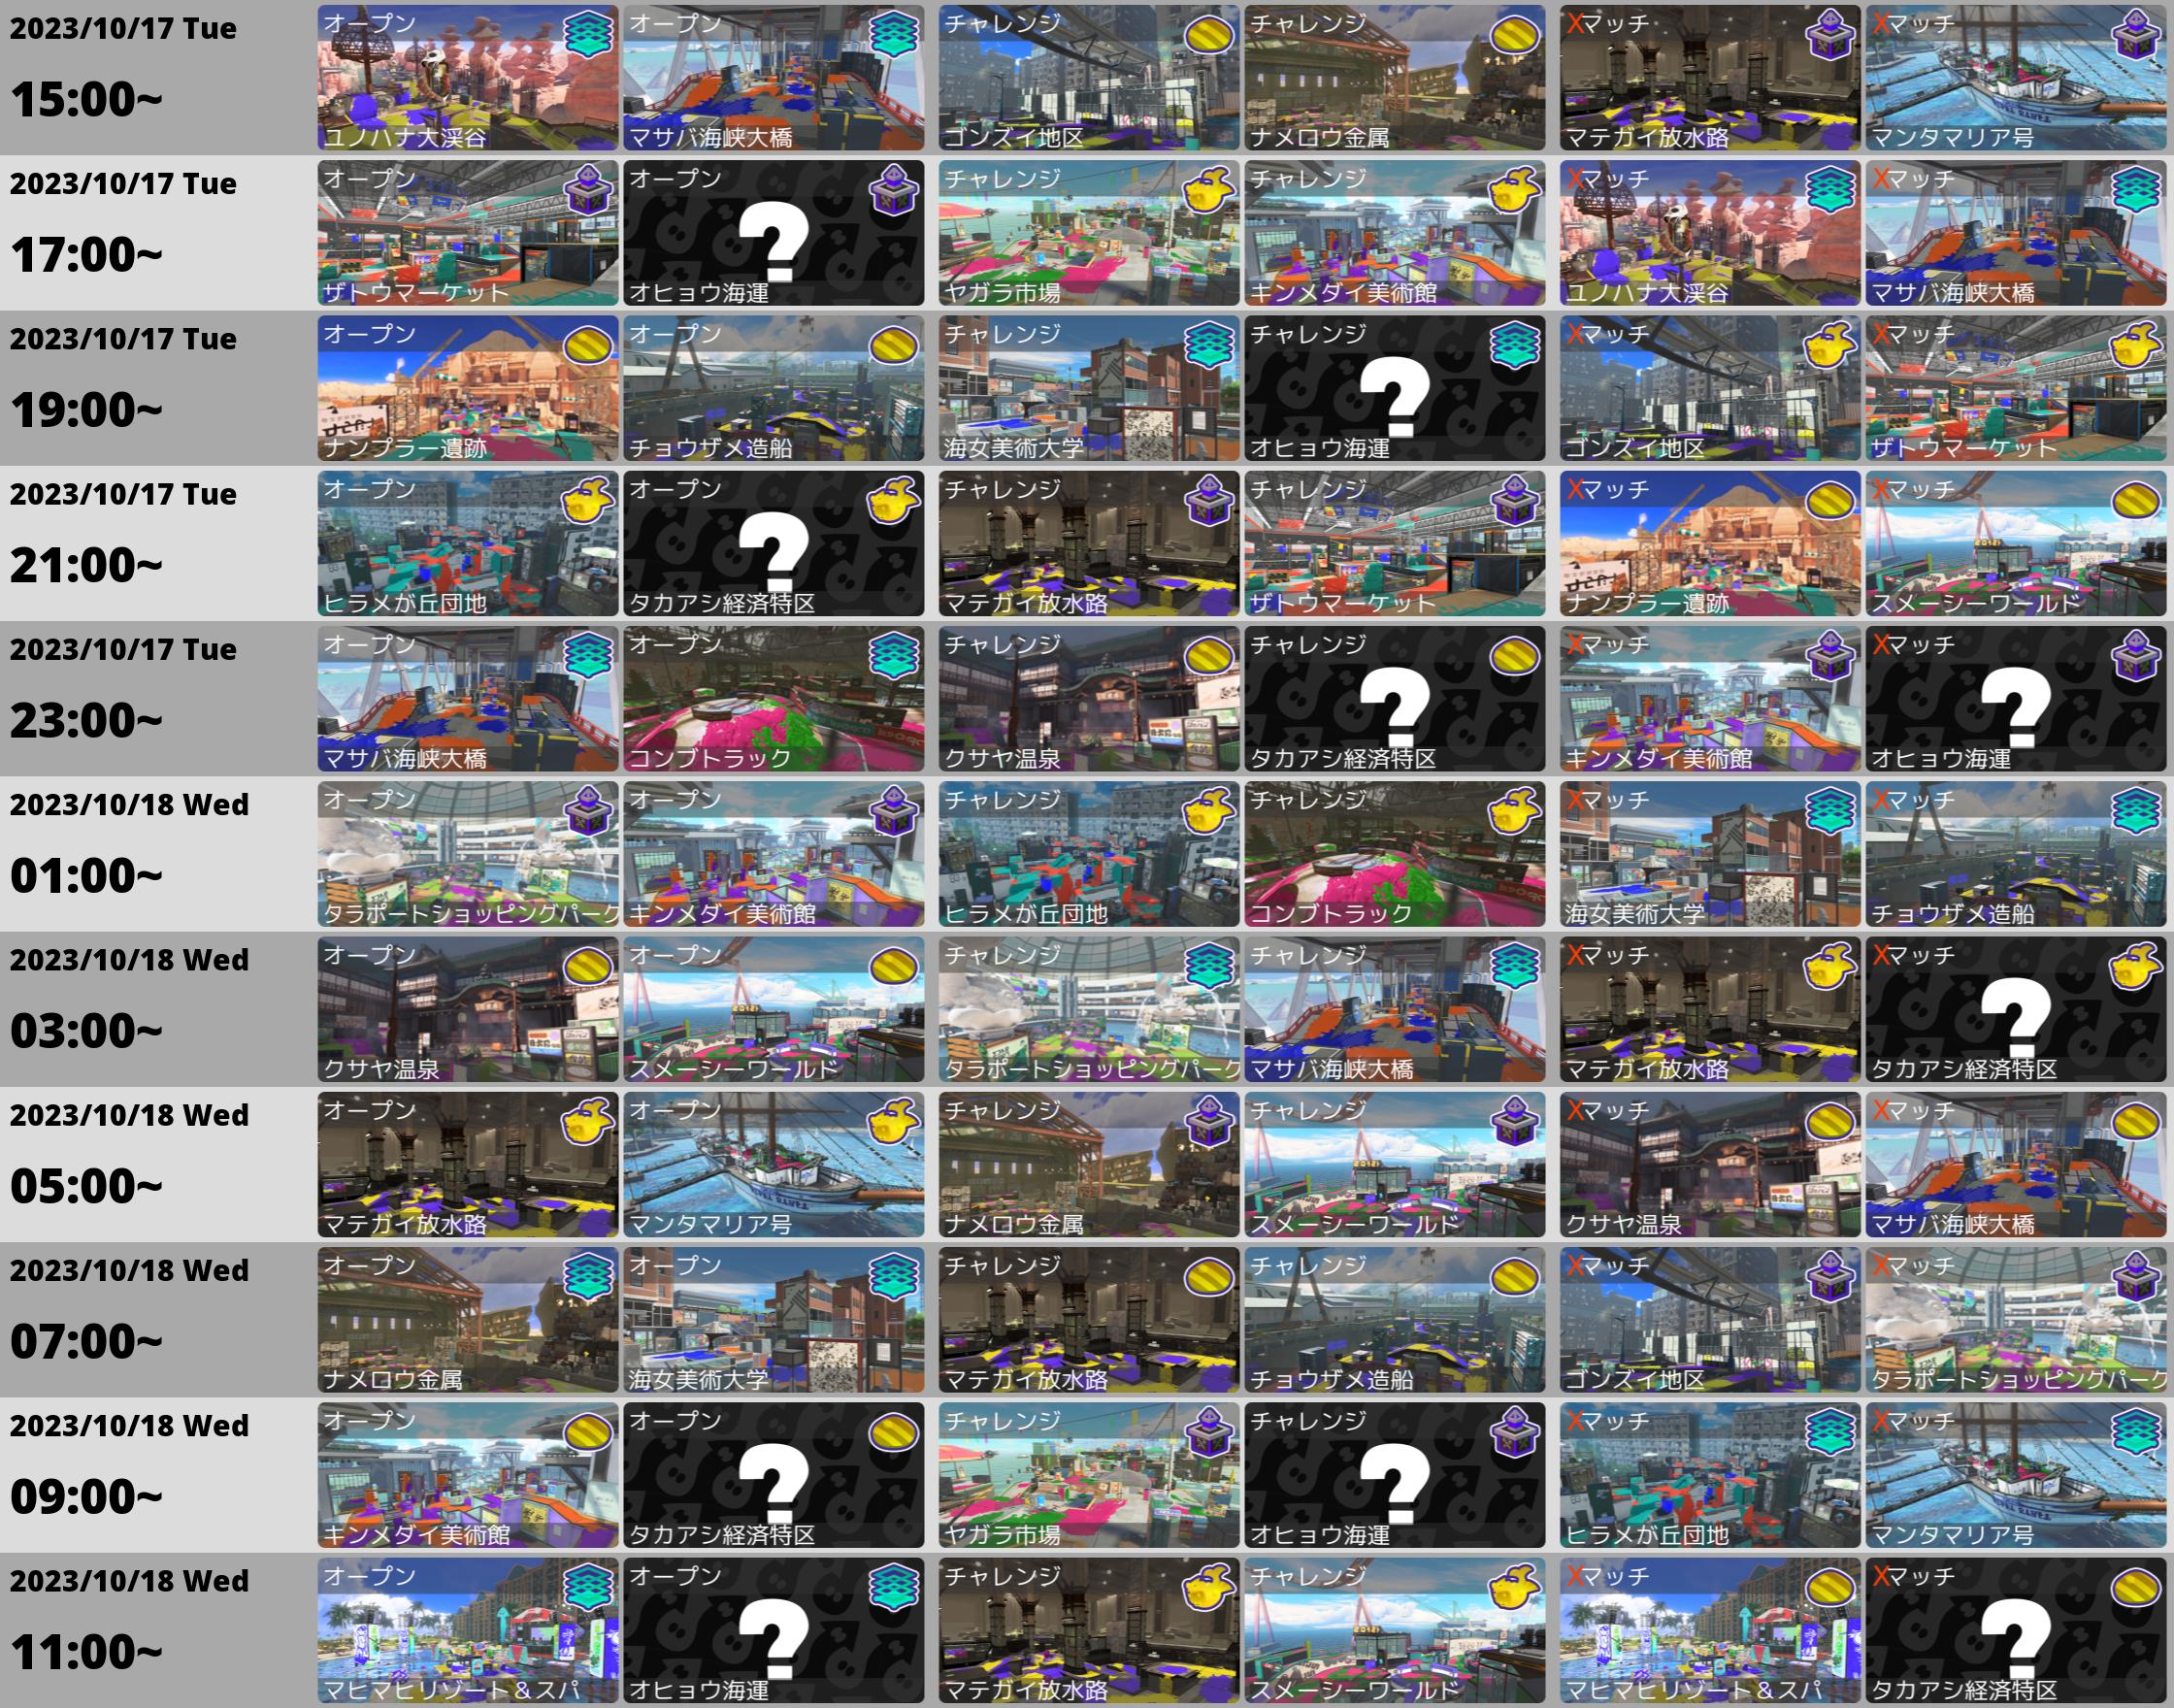 2023/10/17 Tue
15:00~
オープン
ユノハナ大渓谷
オープン
マサバ海峡大橋
チャレンジ
ゴンズイ地区
チャレンジ
ナメロウ金属
Xマッチ
マテガイ放水路
Xマッチ
マンタマリア号
2023/10/17 Tue
17:00~
オープン
ザトウマーケット
オープン
?
オヒョウ海運
チャレンジ
ヤガラ市場
チャレンジ
キンメダイ美術館
Xマッチ
ユノハナ大渓谷
Xマッチ
マサバ海峡大橋
2023/10/17 Tue
19:00~
オープン
ナンプラー遺跡
オープン
チョウザメ造船
チャレンジ
海女美術大学
チャレンジ
?
オヒョウ海運
Xマッチ
ゴンズイ地区
Xマッチ
ザトウマーケット
2023/10/17 Tue
21:00~
オープン
ヒラメが丘団地
オープン
?
タカアシ経済特区
チャレンジ
マテガイ放水路
チャレンジ
ザトウマーケット
Xマッチ
ナンプラー遺跡
Xマッチ
スメーシーワールド
2023/10/17 Tue
23:00~
オープン
マサバ海峡大橋
オープン
コンブトラック
チャレンジ
クサヤ温泉
チャレンジ
?
タカアシ経済特区
Xマッチ
キンメダイ美術館
Xマッチ
?
オヒョウ海運
2023/10/18 Wed
01:00~
オープン
タラポートショッピングパーク
オープン
キンメダイ美術館
チャレンジ
ヒラメが丘団地
チャレンジ
コンブトラック
Xマッチ
海女美術大学
Xマッチ
チョウザメ造船
2023/10/18 Wed
03:00~
オープン
クサヤ温泉
オープン
スメーシーワールド
チャレンジ
タラポートショッピングパーク
チャレンジ
マサバ海峡大橋
Xマッチ
マテガイ放水路
Xマッチ
?
タカアシ経済特区
2023/10/18 Wed
05:00~
オープン
マテガイ放水路
オープン
マンタマリア号
チャレンジ
ナメロウ金属
チャレンジ
スメーシーワールド
Xマッチ
クサヤ温泉
Xマッチ
マサバ海峡大橋
2023/10/18 Wed
07:00~
オープン
ナメロウ金属
オープン
海女美術大学
チャレンジ
マテガイ放水路
チャレンジ
チョウザメ造船
Xマッチ
ゴンズイ地区
Xマッチ
タラポートショッピングパーク
2023/10/18 Wed
09:00~
オープン
キンメダイ美術館
オープン
?
タカアシ経済特区
チャレンジ
ヤガラ市場
チャレンジ
?
オヒョウ海運
Xマッチ
ヒラメが丘団地
Xマッチ
マンタマリア号
2023/10/18 Wed
11:00~
オープン
マヒマヒリゾート&スパ
オープン
?
オヒョウ海運
チャレンジ
マテガイ放水路
チャレンジ
スメーシーワールド
Xマッチ
マヒマヒリゾート&スパ
Xマッチ
?
タカアシ経済特区